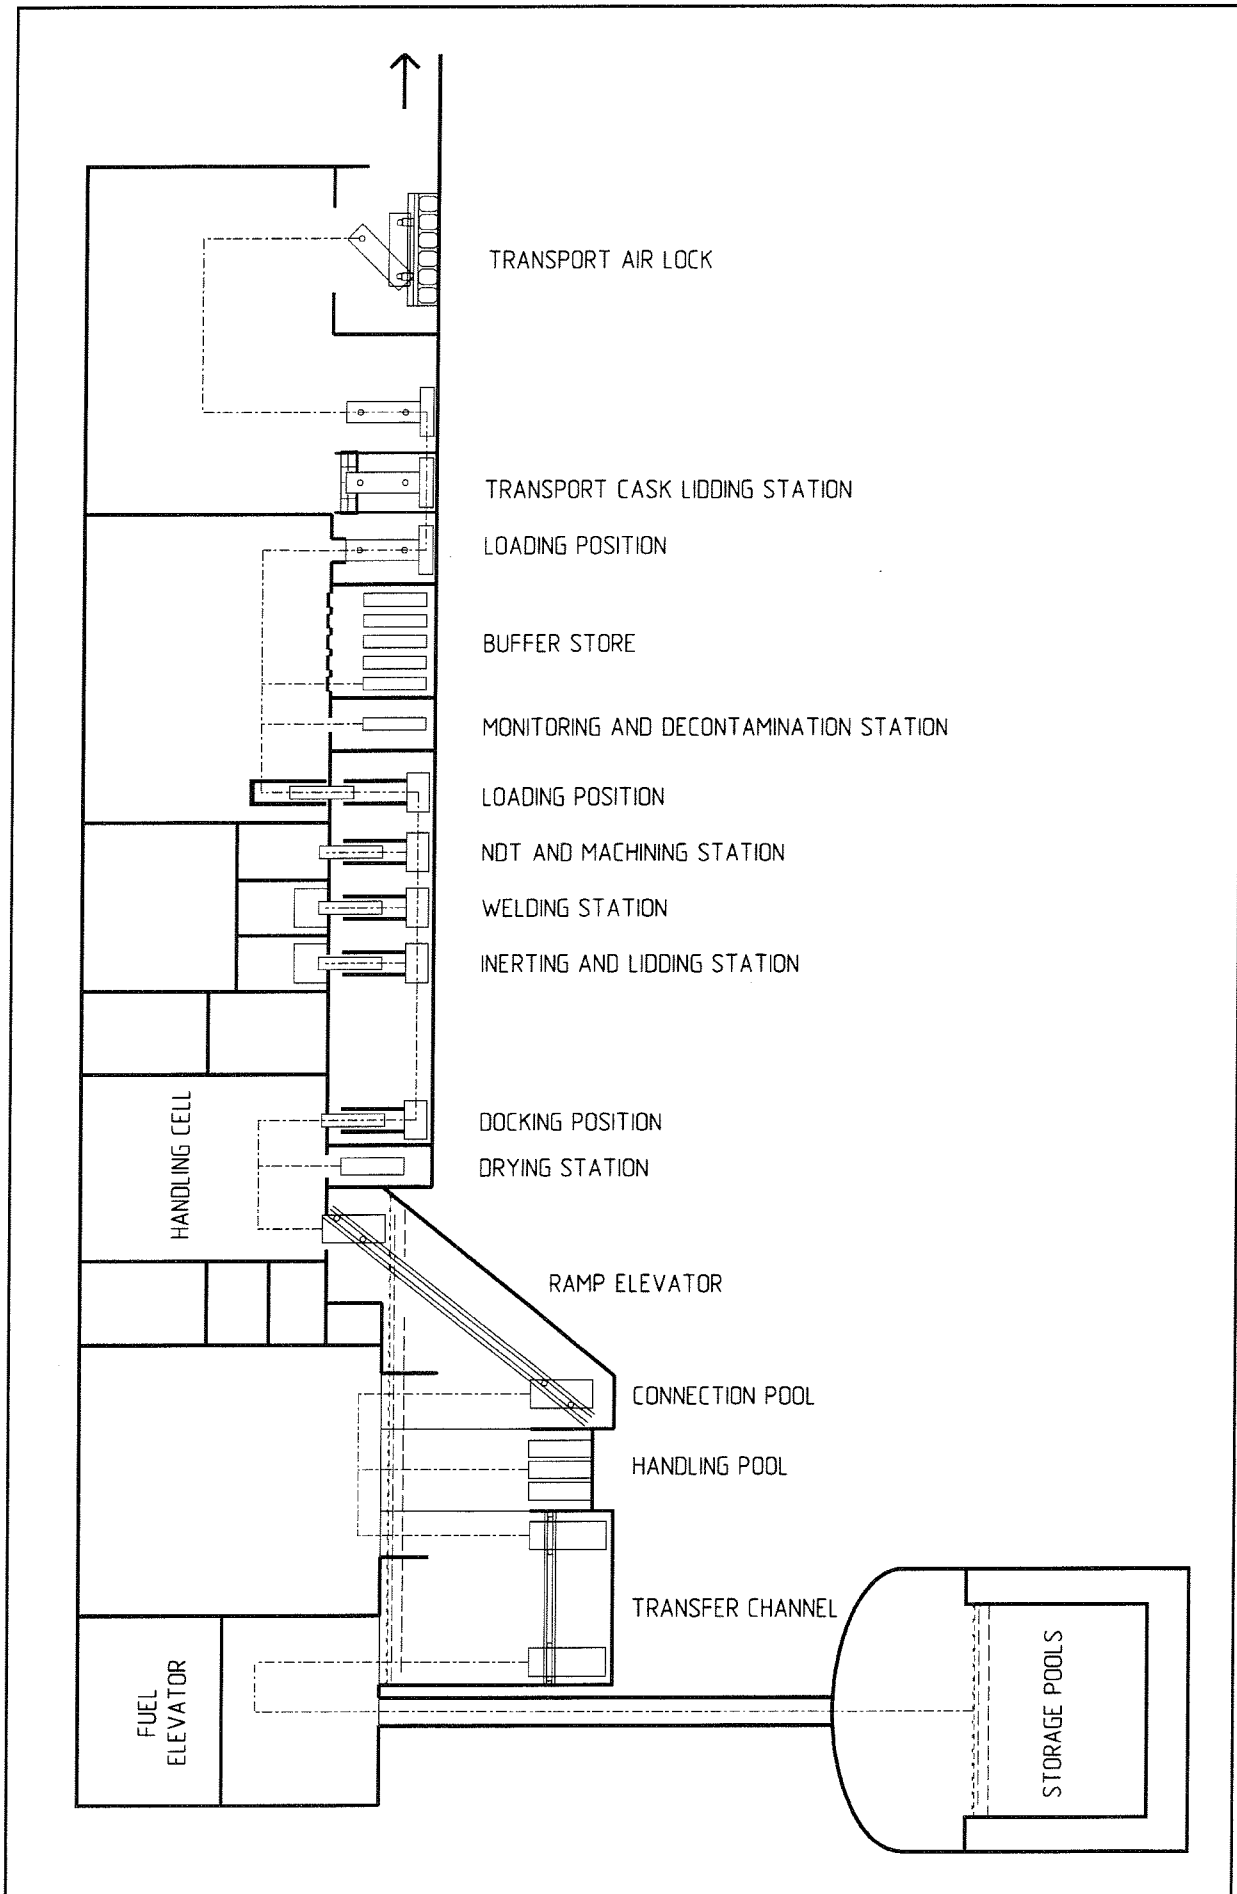 TRANSPORT AIR LOCK
TRANSPORT CASK LIDDING STATION
LOADING POSITION
BUFFER STORE
MONITORING AND DECONTAMINATION STATION
LOADING POSITION
NDT AND MACHINING STATION
WELDING STATION
INERTING AND LIDDING STATION
HANDLING CELL
DOCKING POSITION
DRYING STATION
RAMP ELEVATOR
CONNECTION POOL
HANDLING POOL
TRANSFER CHANNEL
FUEL
ELEVATOR
STORAGE POOLS